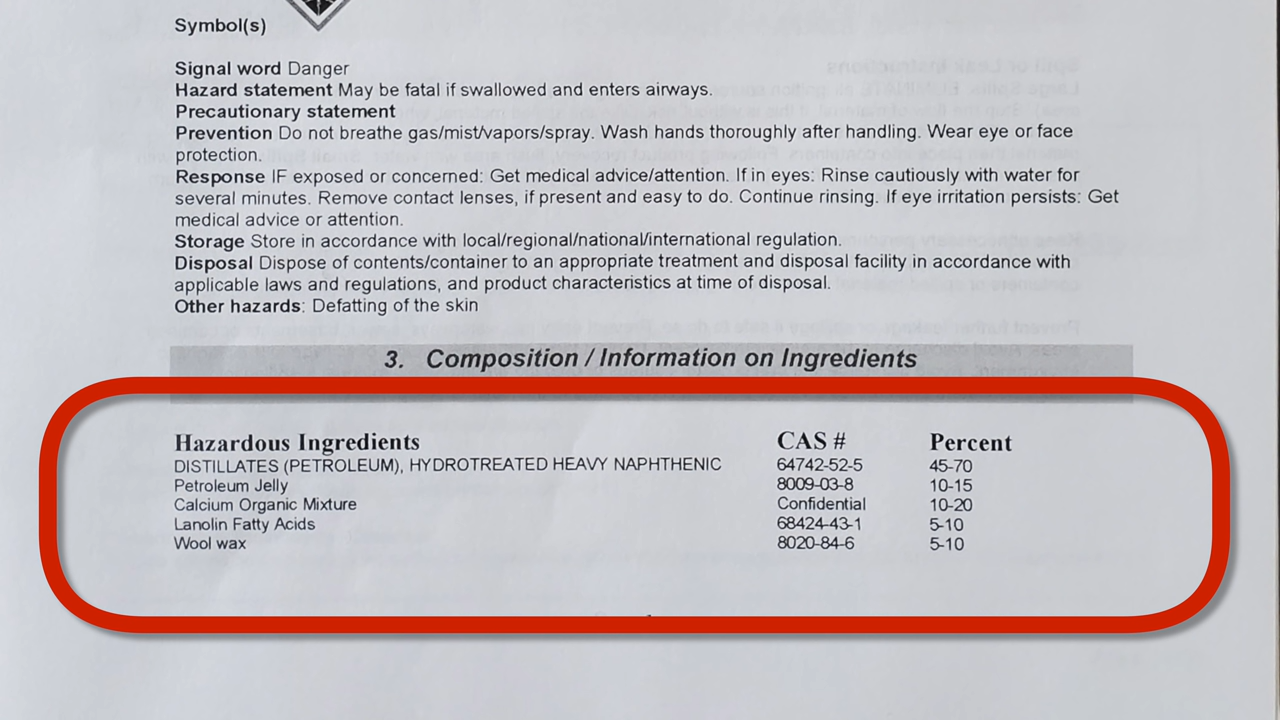 Symbol(s)
Signal word Danger
Hazard statement May be fatal if swallowed and enters airways.
Precautionary statement
Prevention Do not breathe gas/mist/vapors/spray. Wash hands thoroughly after handling. Wear eye or face
protection.
Response IF exposed or concerned: Get medical advice/attention. If in eyes: Rinse cautiously with water for
several minutes. Remove contact lenses, if present and easy to do. Continue rinsing. If eye irritation persists: Get
medical advice or attention.
Storage Store in accordance with local/regional/national/international regulation.
Disposal Dispose of contents/container to an appropriate treatment and disposal facility in accordance with
applicable laws and regulations, and product characteristics at time of disposal.
Other hazards: Defatting of the skin
3. Composition / Information on Ingredients
Hazardous Ingredients CAS # Percent
DISTILLATES (PETROLEUM), HYDROTREATED HEAVY NAPHTHENIC 64742-52-5 45-70
Petroleum Jelly 8009-03-8 10-15
Calcium Organic Mixture Confidential 10-20
Lanolin Fatty Acids 68424-43-1 5-10
Wool wax 8020-84-6 5-10